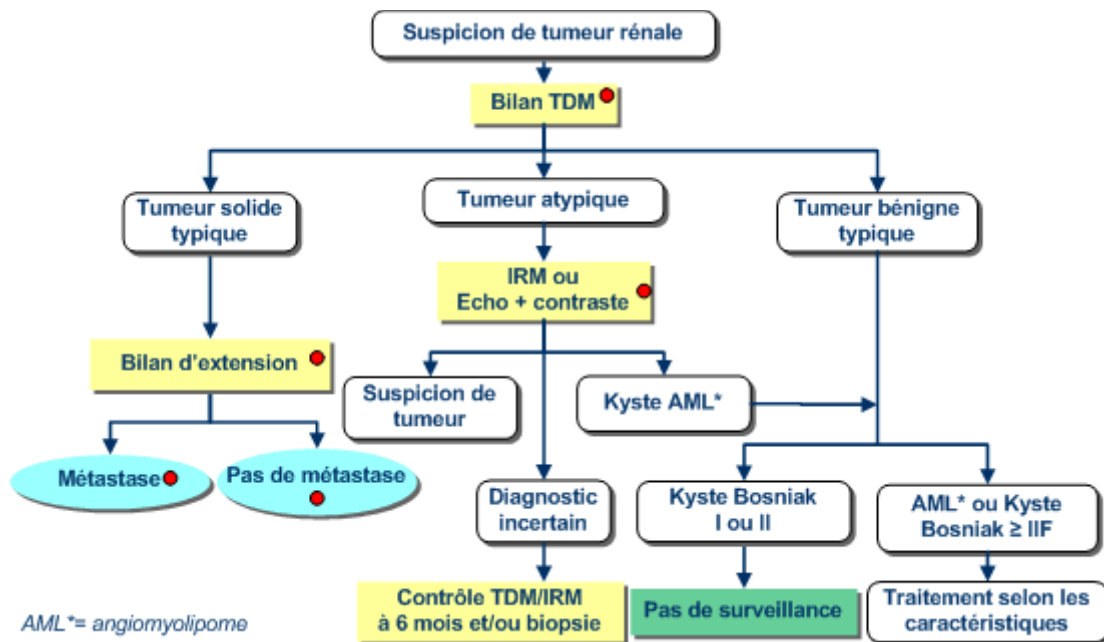 Suspicion de tumeur rénale
Bilan TDM
Tumeur solide
typique
Tumeur atypique
Tumeur bénigne
typique
IRM ou
Echo + contraste
Bilan d'extension
Suspicion de
tumeur
Kyste AML*
Métastase
Pas de métastase
Diagnostic
incertain
Kyste Bosniak
I ou II
AML* ou Kyste
Bosniak ≥ IIF
Contrôle TDM/IRM
à 6 mois et/ou biopsie
Pas de surveillance
Traitement selon les
caractéristiques
AML*= angiomyolipome